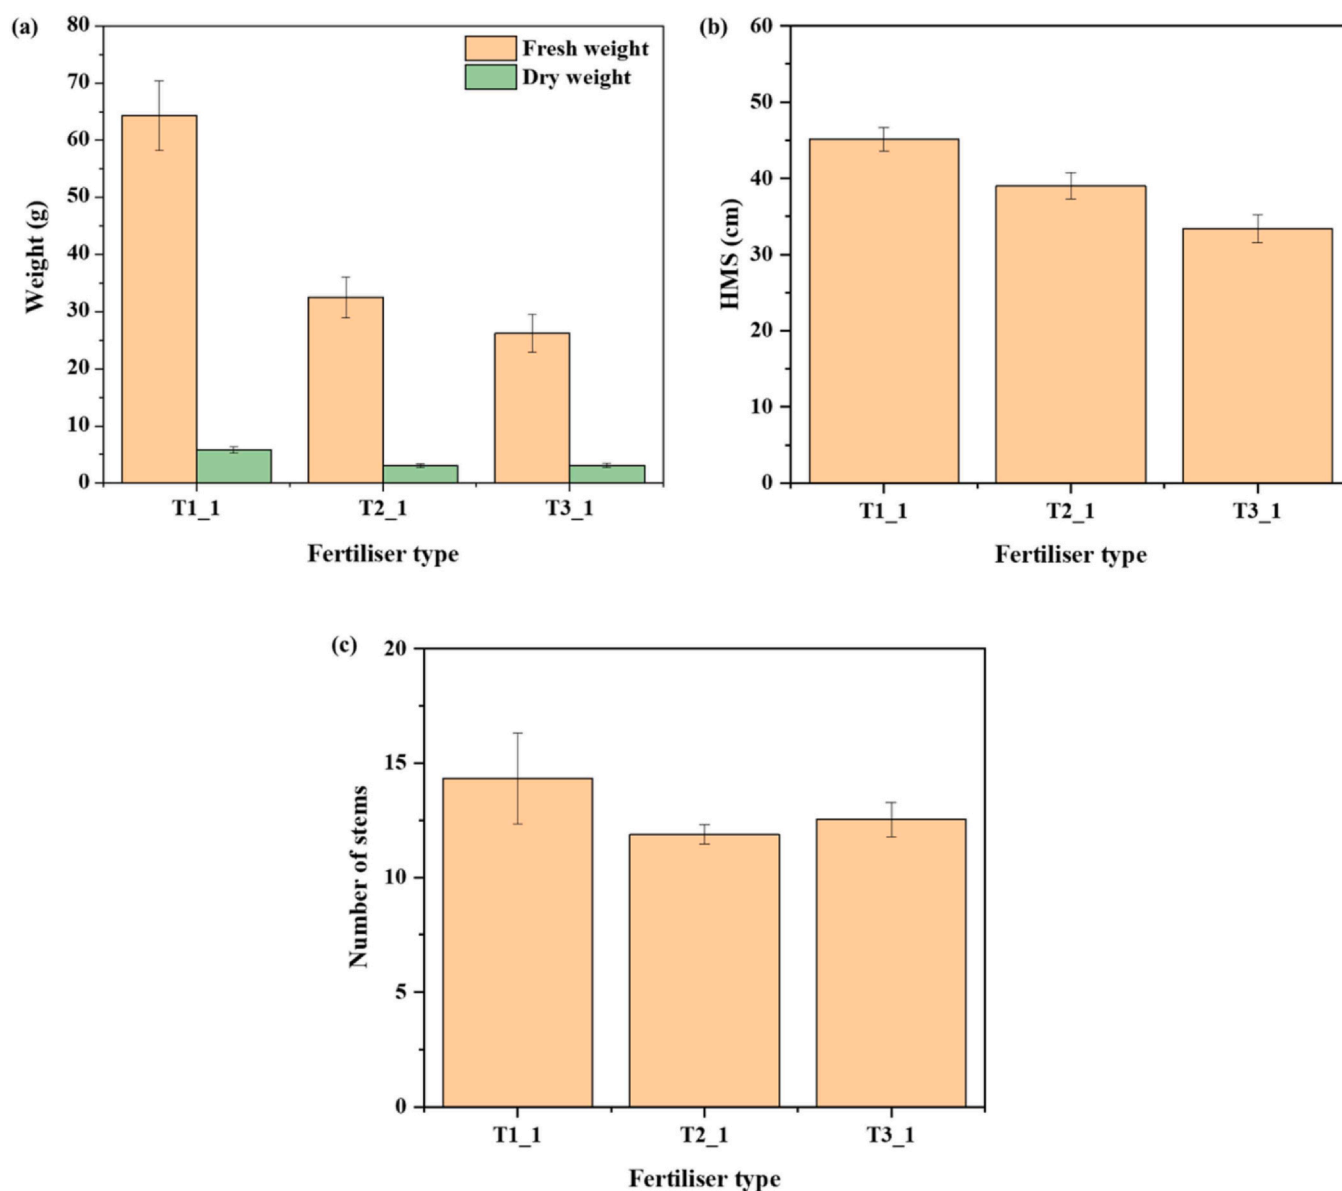 (a)
80
70
60
50
40
30
20
10
0
Weight (g)
Fresh weight
Dry weight
T1_1 T2_1 T3_1
Fertiliser type
(b)
60
50
40
30
20
10
0
HMS (cm)
T1_1 T2_1 T3_1
Fertiliser type
(c)
20
15
10
5
0
Number of stems
T1_1 T2_1 T3_1
Fertiliser type